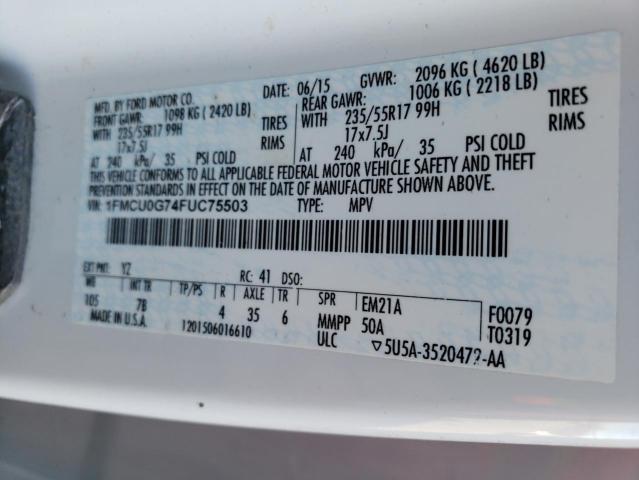 MFD. BY FORD MOTOR CO.
DATE: 06/15 GVWR: 2096 KG ( 4620 LB)
FRONT GAWR: 1098 KG ( 2420 LB)
REAR GAWR: 1006 KG ( 2218 LB)
WITH 235/55R17 99H TIRES
WITH 235/55R17 99H TIRES
17x7.5J RIMS
17x7.5J RIMS
AT 240 kPa/ 35 PSI COLD
AT 240 kPa/ 35 PSI COLD
THIS VEHICLE CONFORMS TO ALL APPLICABLE FEDERAL MOTOR VEHICLE SAFETY AND THEFT
PREVENTION STANDARDS IN EFFECT ON THE DATE OF MANUFACTURE SHOWN ABOVE.
VIN: 1FMCU0G74FUC75503 TYPE: MPV
EXT PNT: YZ RC: 41 DSO:
WB INT TR TP/PS R AXLE TR SPR EM21A F0079
105 7B 4 35 6 MMPP 50A T0319
MADE IN U.S.A. 1201506016610 ULC ▽5U5A-3520472-AA